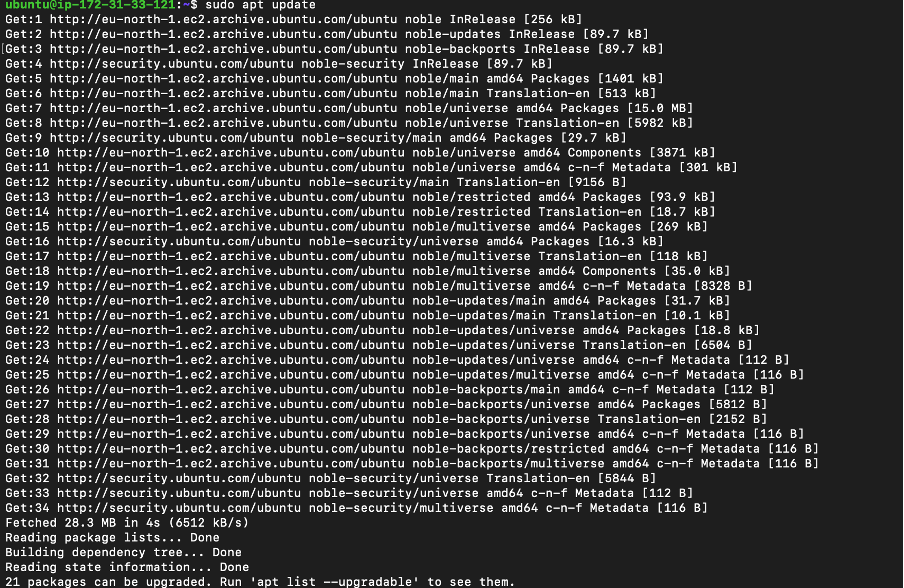 ubuntu@ip-172-31-33-121:~$ sudo apt update
Get:1 http://eu-north-1.ec2.archive.ubuntu.com/ubuntu noble InRelease [256 kB]
Get:2 http://eu-north-1.ec2.archive.ubuntu.com/ubuntu noble-updates InRelease [89.7 kB]
Get:3 http://eu-north-1.ec2.archive.ubuntu.com/ubuntu noble-backports InRelease [89.7 kB]
Get:4 http://security.ubuntu.com/ubuntu noble-security InRelease [89.7 kB]
Get:5 http://eu-north-1.ec2.archive.ubuntu.com/ubuntu noble/main amd64 Packages [1401 kB]
Get:6 http://eu-north-1.ec2.archive.ubuntu.com/ubuntu noble/main Translation-en [513 kB]
Get:7 http://eu-north-1.ec2.archive.ubuntu.com/ubuntu noble/universe amd64 Packages [15.0 MB]
Get:8 http://eu-north-1.ec2.archive.ubuntu.com/ubuntu noble/universe Translation-en [5982 kB]
Get:9 http://security.ubuntu.com/ubuntu noble-security/main amd64 Packages [29.7 kB]
Get:10 http://eu-north-1.ec2.archive.ubuntu.com/ubuntu noble/universe amd64 Components [3871 kB]
Get:11 http://eu-north-1.ec2.archive.ubuntu.com/ubuntu noble/universe amd64 c-n-f Metadata [301 kB]
Get:12 http://security.ubuntu.com/ubuntu noble-security/main Translation-en [9156 B]
Get:13 http://eu-north-1.ec2.archive.ubuntu.com/ubuntu noble/restricted amd64 Packages [93.9 kB]
Get:14 http://eu-north-1.ec2.archive.ubuntu.com/ubuntu noble/restricted Translation-en [18.7 kB]
Get:15 http://eu-north-1.ec2.archive.ubuntu.com/ubuntu noble/multiverse amd64 Packages [269 kB]
Get:16 http://security.ubuntu.com/ubuntu noble-security/universe amd64 Packages [16.3 kB]
Get:17 http://eu-north-1.ec2.archive.ubuntu.com/ubuntu noble/multiverse Translation-en [118 kB]
Get:18 http://eu-north-1.ec2.archive.ubuntu.com/ubuntu noble/multiverse amd64 Components [35.0 kB]
Get:19 http://eu-north-1.ec2.archive.ubuntu.com/ubuntu noble/multiverse amd64 c-n-f Metadata [8328 B]
Get:20 http://eu-north-1.ec2.archive.ubuntu.com/ubuntu noble-updates/main amd64 Packages [31.7 kB]
Get:21 http://eu-north-1.ec2.archive.ubuntu.com/ubuntu noble-updates/main Translation-en [10.1 kB]
Get:22 http://eu-north-1.ec2.archive.ubuntu.com/ubuntu noble-updates/universe amd64 Packages [18.8 kB]
Get:23 http://eu-north-1.ec2.archive.ubuntu.com/ubuntu noble-updates/universe Translation-en [6504 B]
Get:24 http://eu-north-1.ec2.archive.ubuntu.com/ubuntu noble-updates/universe amd64 c-n-f Metadata [112 B]
Get:25 http://eu-north-1.ec2.archive.ubuntu.com/ubuntu noble-updates/multiverse amd64 c-n-f Metadata [116 B]
Get:26 http://eu-north-1.ec2.archive.ubuntu.com/ubuntu noble-backports/main amd64 c-n-f Metadata [112 B]
Get:27 http://eu-north-1.ec2.archive.ubuntu.com/ubuntu noble-backports/universe amd64 Packages [5812 B]
Get:28 http://eu-north-1.ec2.archive.ubuntu.com/ubuntu noble-backports/universe Translation-en [2152 B]
Get:29 http://eu-north-1.ec2.archive.ubuntu.com/ubuntu noble-backports/universe amd64 c-n-f Metadata [116 B]
Get:30 http://eu-north-1.ec2.archive.ubuntu.com/ubuntu noble-backports/restricted amd64 c-n-f Metadata [116 B]
Get:31 http://eu-north-1.ec2.archive.ubuntu.com/ubuntu noble-backports/multiverse amd64 c-n-f Metadata [116 B]
Get:32 http://security.ubuntu.com/ubuntu noble-security/universe Translation-en [5844 B]
Get:33 http://security.ubuntu.com/ubuntu noble-security/universe amd64 c-n-f Metadata [112 B]
Get:34 http://security.ubuntu.com/ubuntu noble-security/multiverse amd64 c-n-f Metadata [116 B]
Fetched 28.3 MB in 4s (6512 kB/s)
Reading package lists... Done
Building dependency tree... Done
Reading state information... Done
21 packages can be upgraded. Run 'apt list --upgradable' to see them.